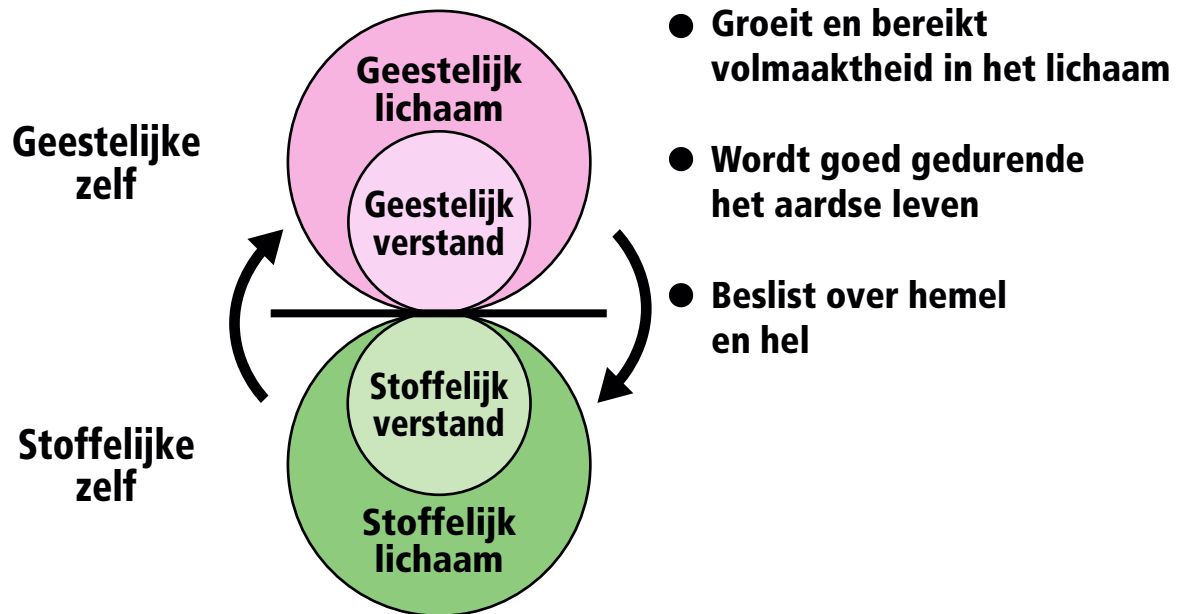 Geestelijke
zelf
Stoffelijke
zelf
Geestelijk
lichaam
Geestelijk
verstand
Stoffelijk
verstand
Stoffelijk
lichaam
● Groeit en bereikt
volmaaktheid in het lichaam
● Wordt goed gedurende
het aardse leven
● Beslist over hemel
en hel